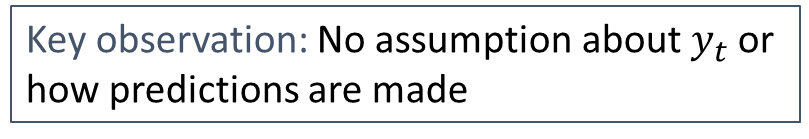 Key observation: No assumption about $y_t$ or
how predictions are made